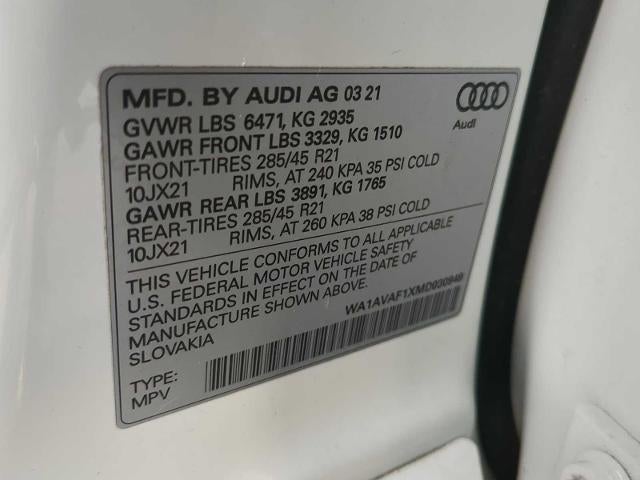 MFD. BY AUDI AG 03 21
Audi
GVWR LBS 6471, KG 2935
GAWR FRONT LBS 3329, KG 1510
FRONT-TIRES 285/45 R21
10JX21 RIMS, AT 240 KPA 35 PSI COLD
GAWR REAR LBS 3891, KG 1765
REAR-TIRES 285/45 R21
10JX21 RIMS, AT 260 KPA 38 PSI COLD
THIS VEHICLE CONFORMS TO ALL APPLICABLE
U.S. FEDERAL MOTOR VEHICLE SAFETY
STANDARDS IN EFFECT ON THE DATE OF
MANUFACTURE SHOWN ABOVE.
SLOVAKIA
WA1AVAF1XMD030949
TYPE:
MPV